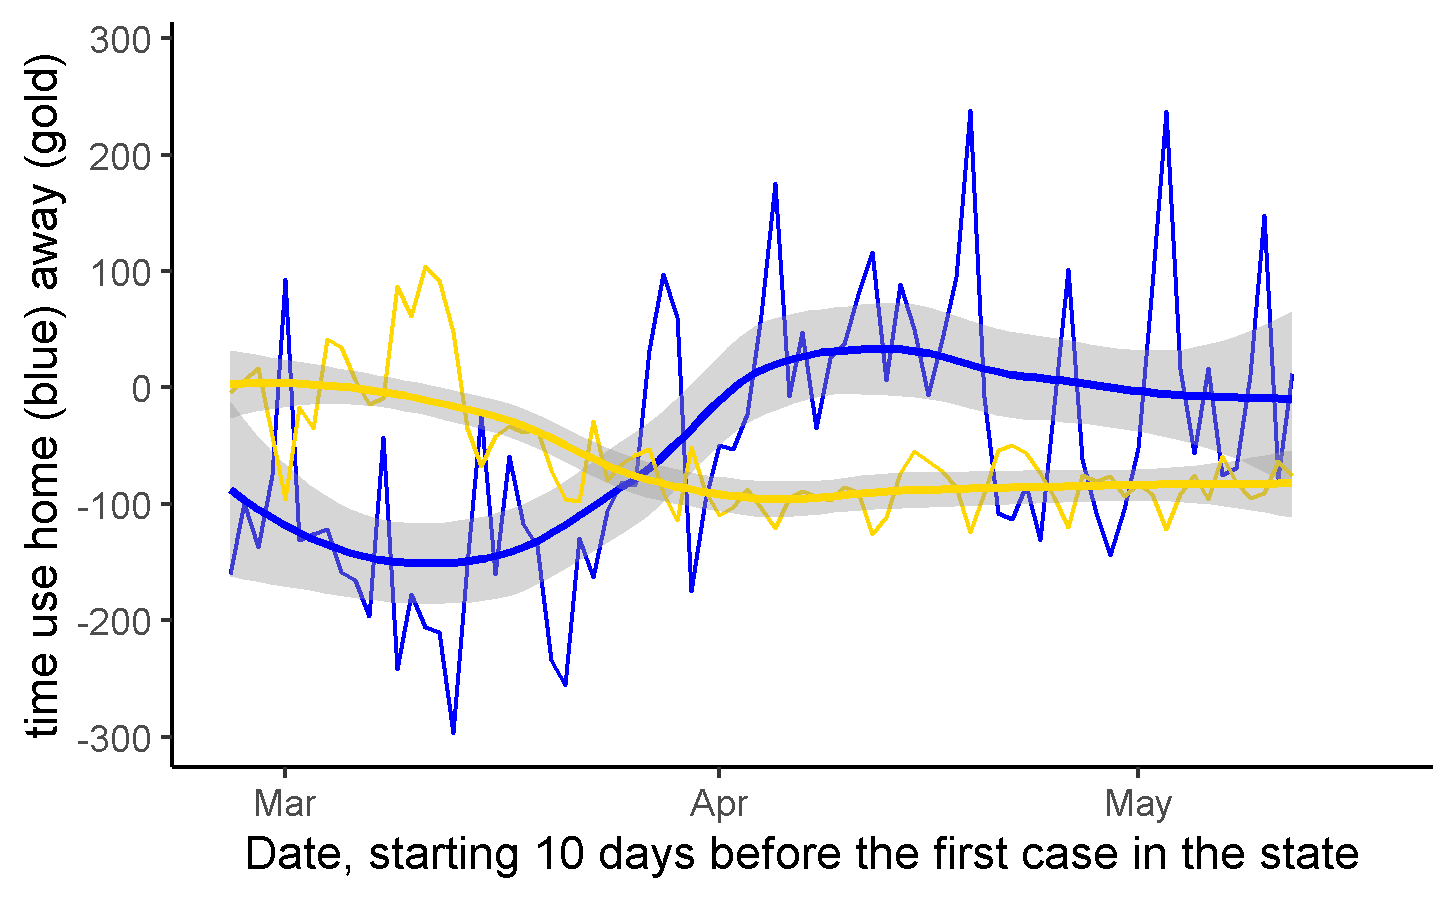 time use home (blue) away (gold)
300
200
100
0
-100
-200
-300
Mar
Apr
May
Date, starting 10 days before the first case in the state